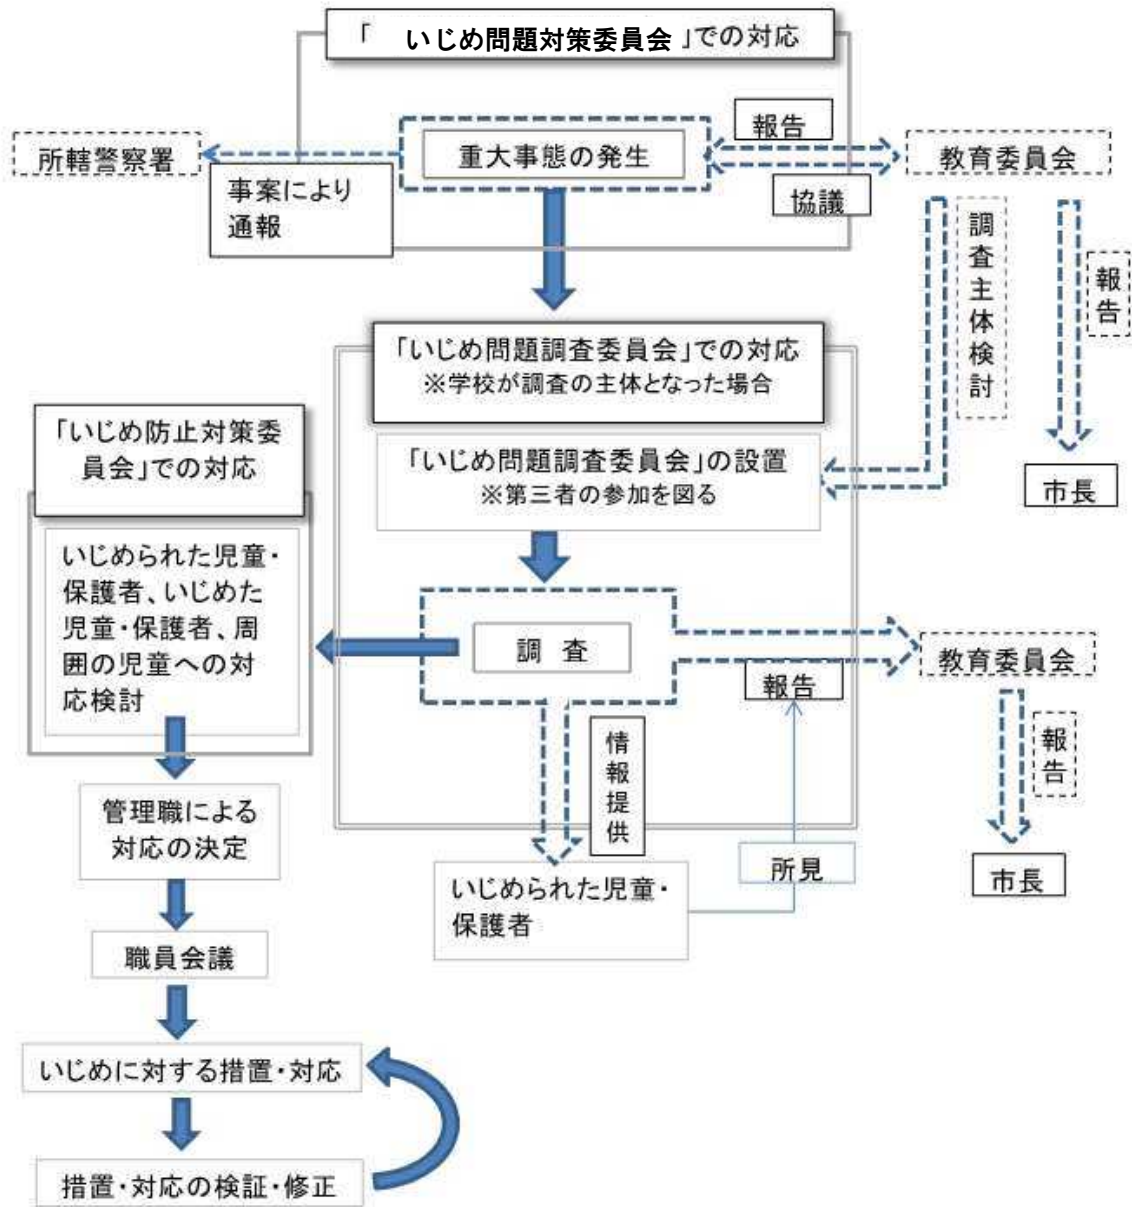 「 いじめ問題対策委員会 」での対応
報告
所轄警察署
重大事態の発生
教育委員会
事案により
通報
協議
調査主体検討
報告
「いじめ問題調査委員会」での対応
※学校が調査の主体となった場合
「いじめ防止対策委
員会」での対応
「いじめ問題調査委員会」の設置
※第三者の参加を図る
市長
いじめられた児童・
保護者、いじめた
児童・保護者、周
囲の児童への対
応検討
調 査
教育委員会
報告
情報提供
報告
管理職による
対応の決定
所見
市長
いじめられた児童・
保護者
職員会議
いじめに対する措置・対応
措置・対応の検証・修正